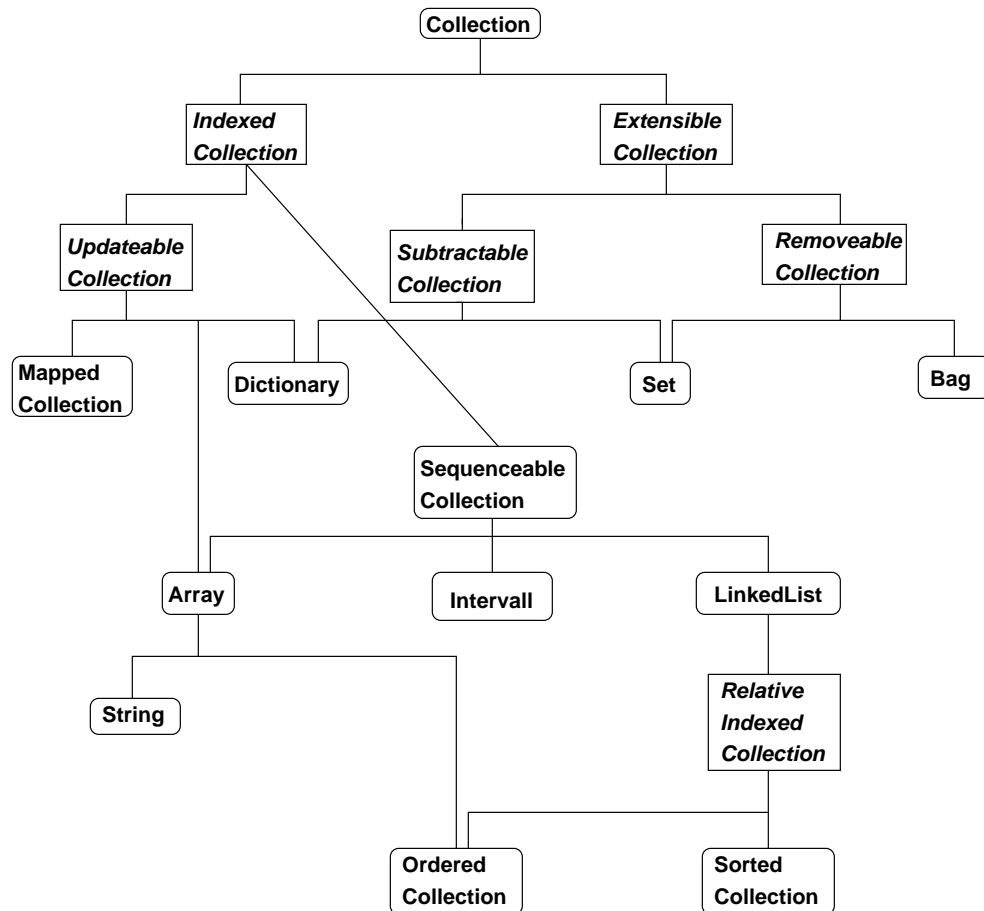 Collection
Indexed
Collection
Extensible
Collection
Updateable
Collection
Subtractable
Collection
Removeable
Collection
Mapped
Collection
Dictionary
Set
Bag
Sequenceable
Collection
Array
Intervall
LinkedList
String
Relative
Indexed
Collection
Ordered
Collection
Sorted
Collection